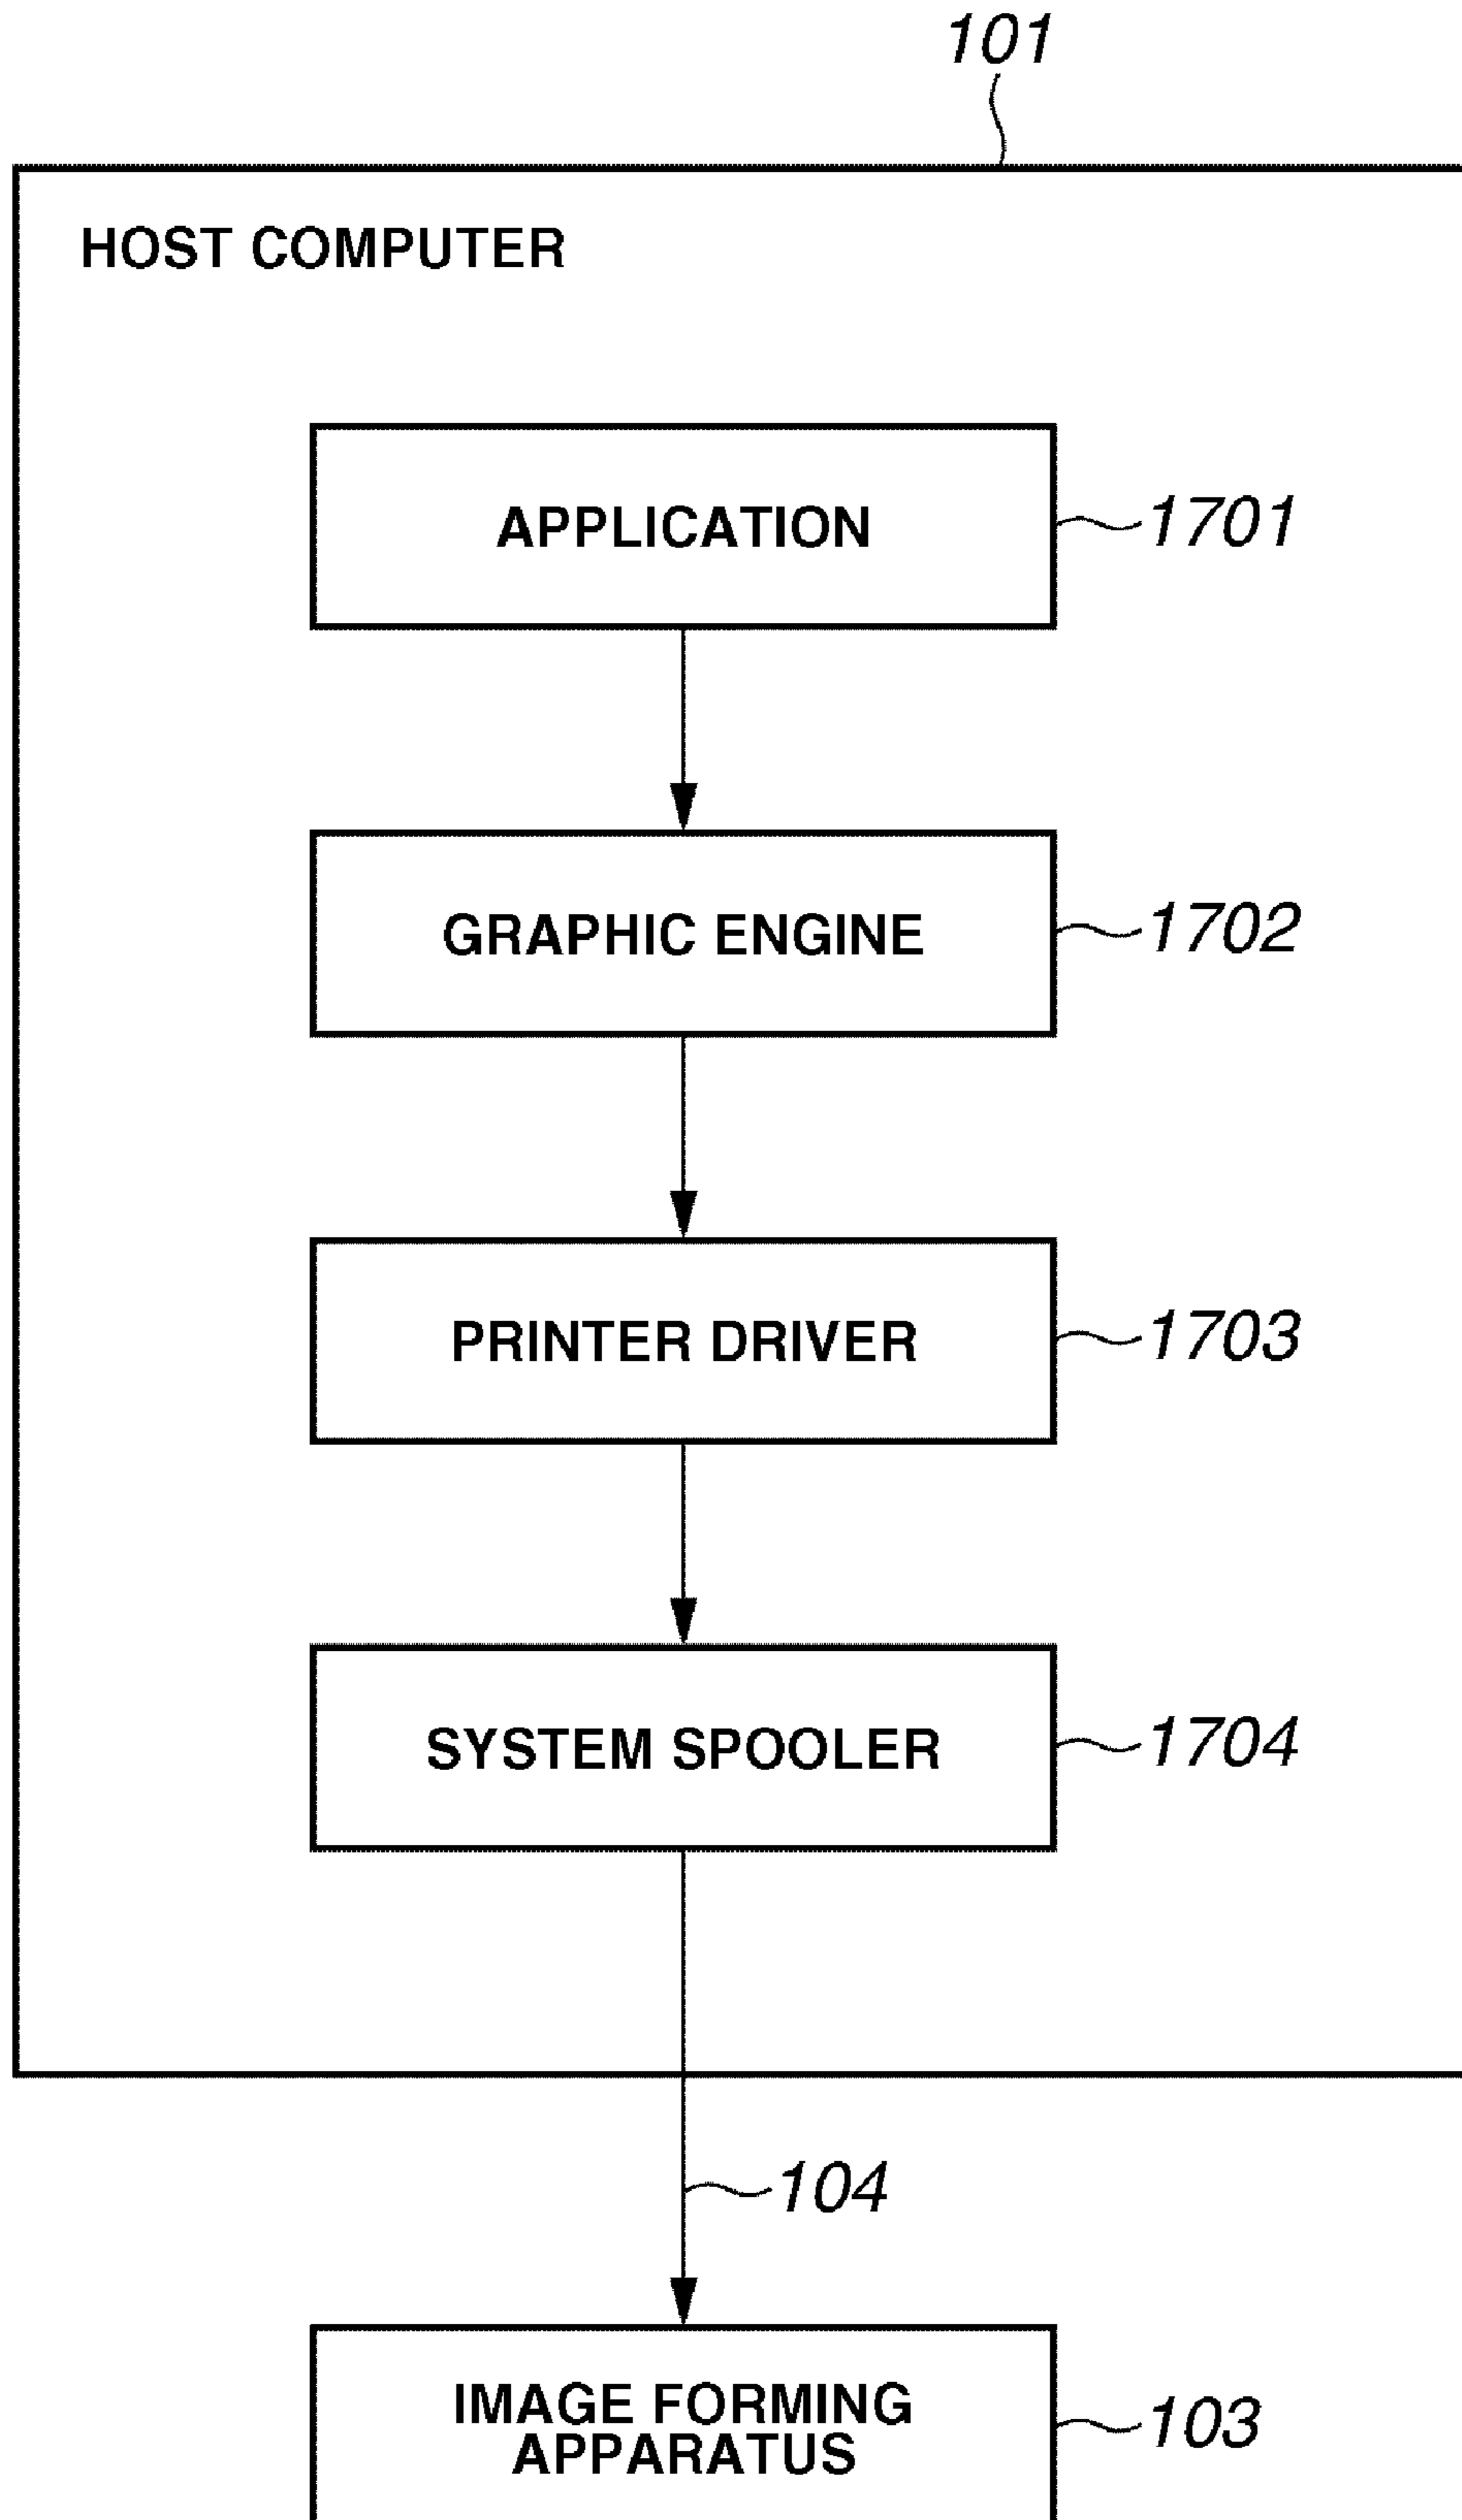 101
HOST COMPUTER
APPLICATION
1701
GRAPHIC ENGINE
1702
PRINTER DRIVER
1703
SYSTEM SPOOLER
1704
104
IMAGE FORMING
APPARATUS
103